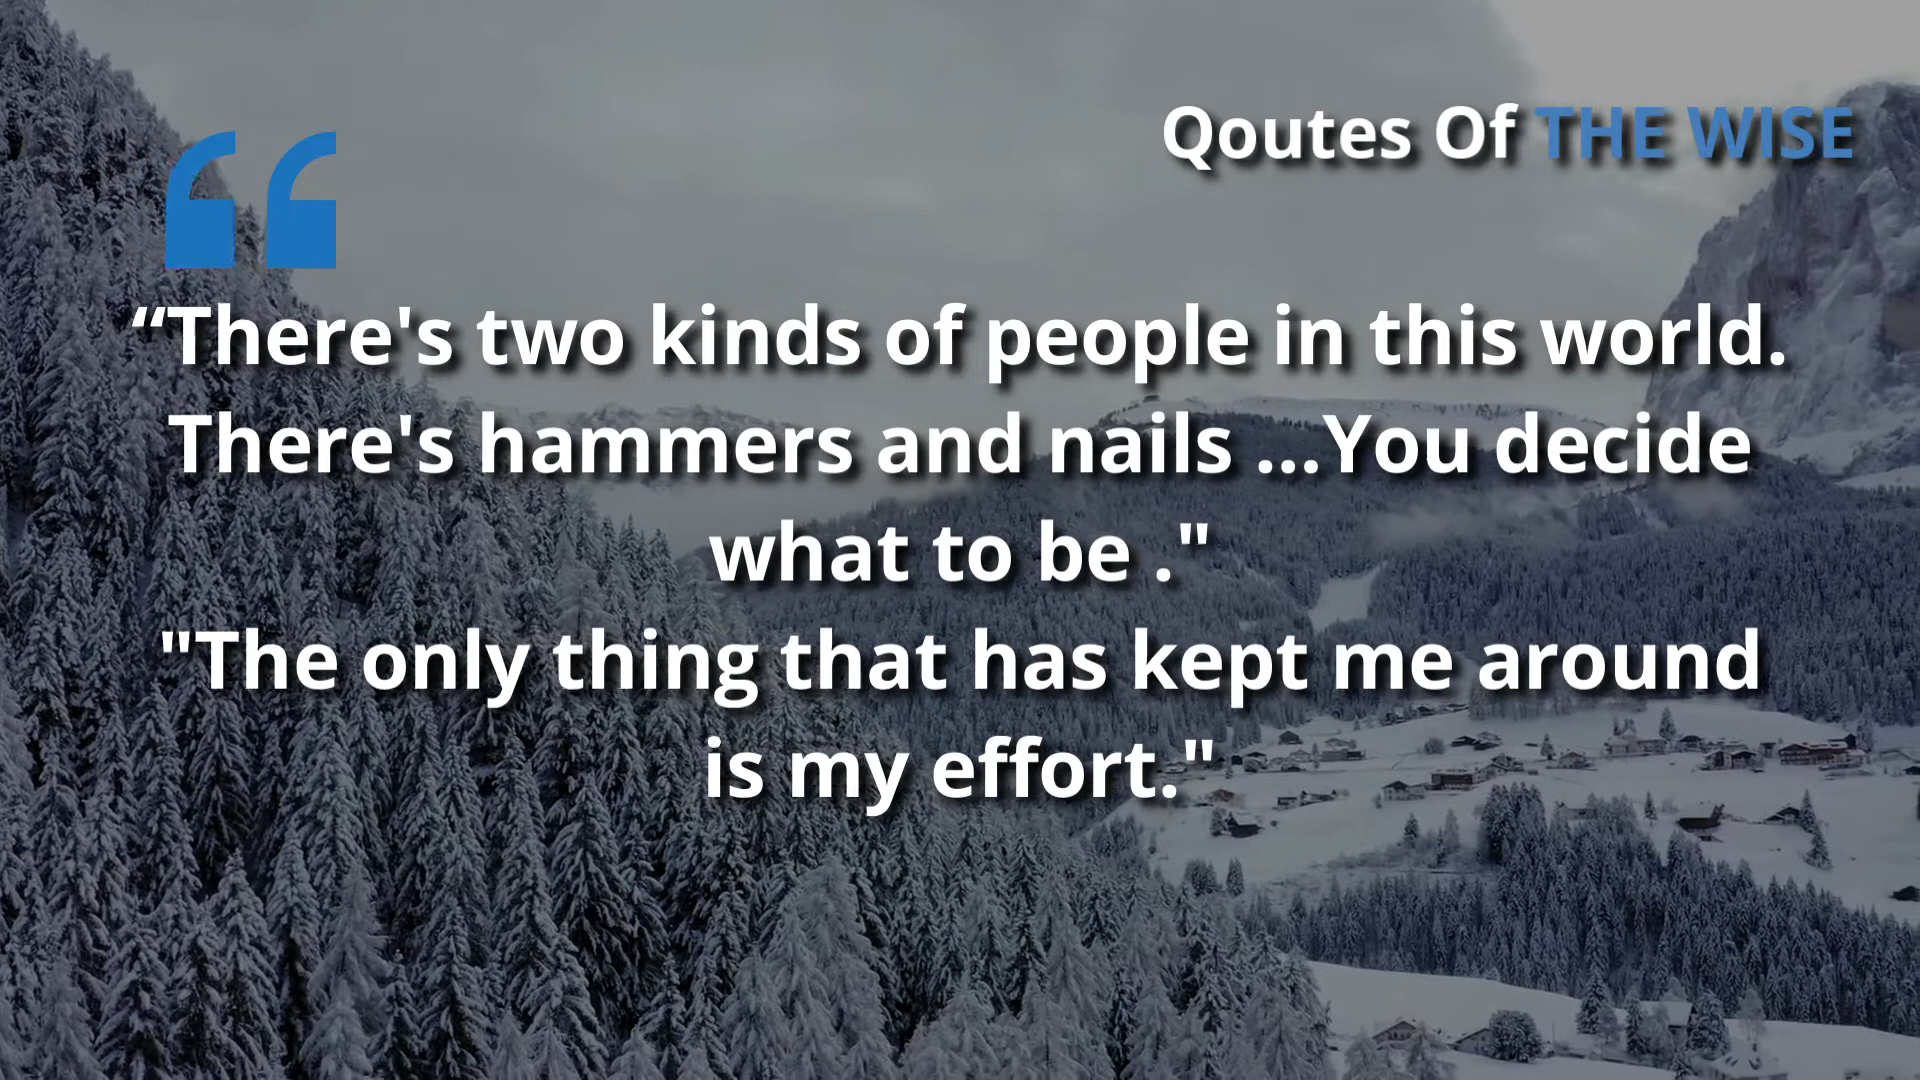 Qoutes Of THE WISE
“There's two kinds of people in this world.
There's hammers and nails ...You decide
what to be ."
"The only thing that has kept me around
is my effort."